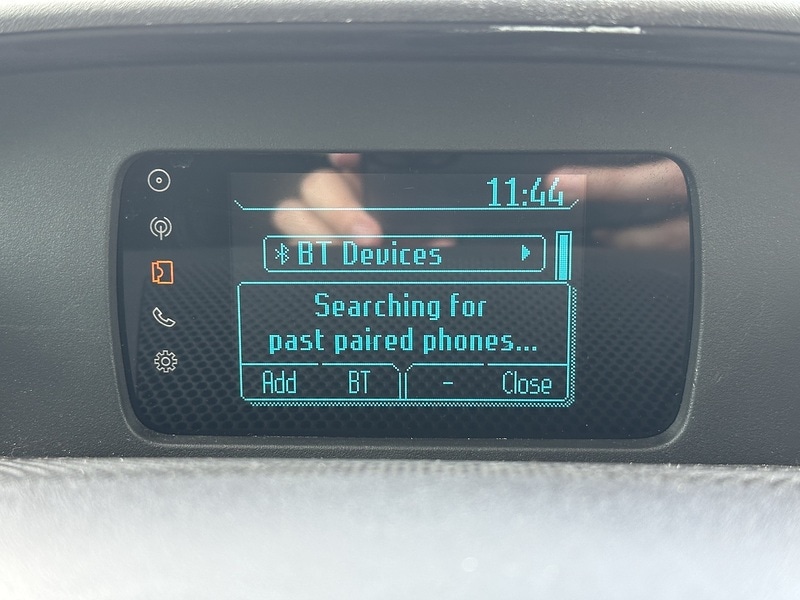 11:44
BT Devices
Searching for
past paired phones...
Add BT - Close